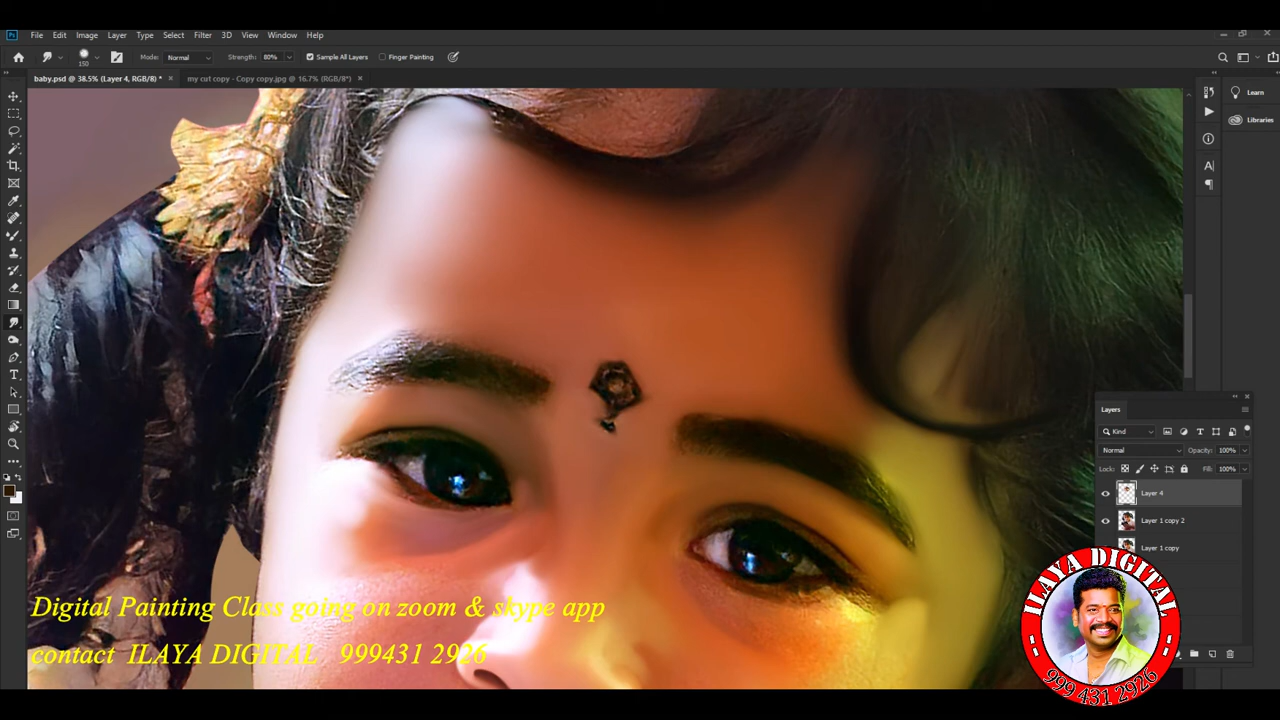 File Edit Image Layer Type Select Filter 3D View Window Help
150 Mode: Normal Strength: 80% Sample All Layers Finger Painting
baby.psd @ 38.5% (Layer 4, RGB/8) * my cut copy - Copy copy.jpg @ 16.7% (RGB/8*)
Learn
Libraries
Layers
Kind
Normal Opacity: 100%
Lock: Fill: 100%
Layer 4
Layer 1 copy 2
Layer 1 copy
Digital Painting Class going on zoom & skype app
contact ILAYA DIGITAL 999431 2926
ILAYA DIGITAL
999 431 2926